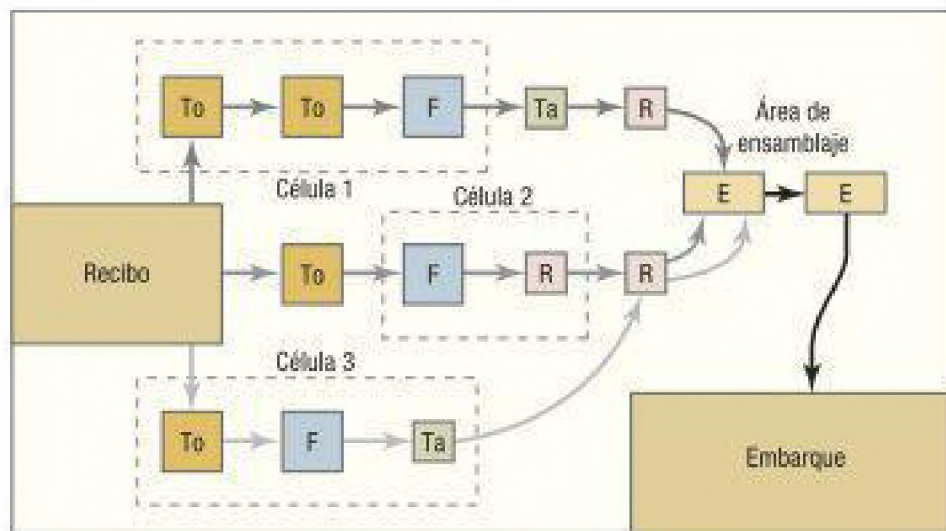 To To F Ta R
Área de
ensamblaje
Célula 1
E E
Célula 2
Recibo
To F R R
Célula 3
To F Ta
Embarque